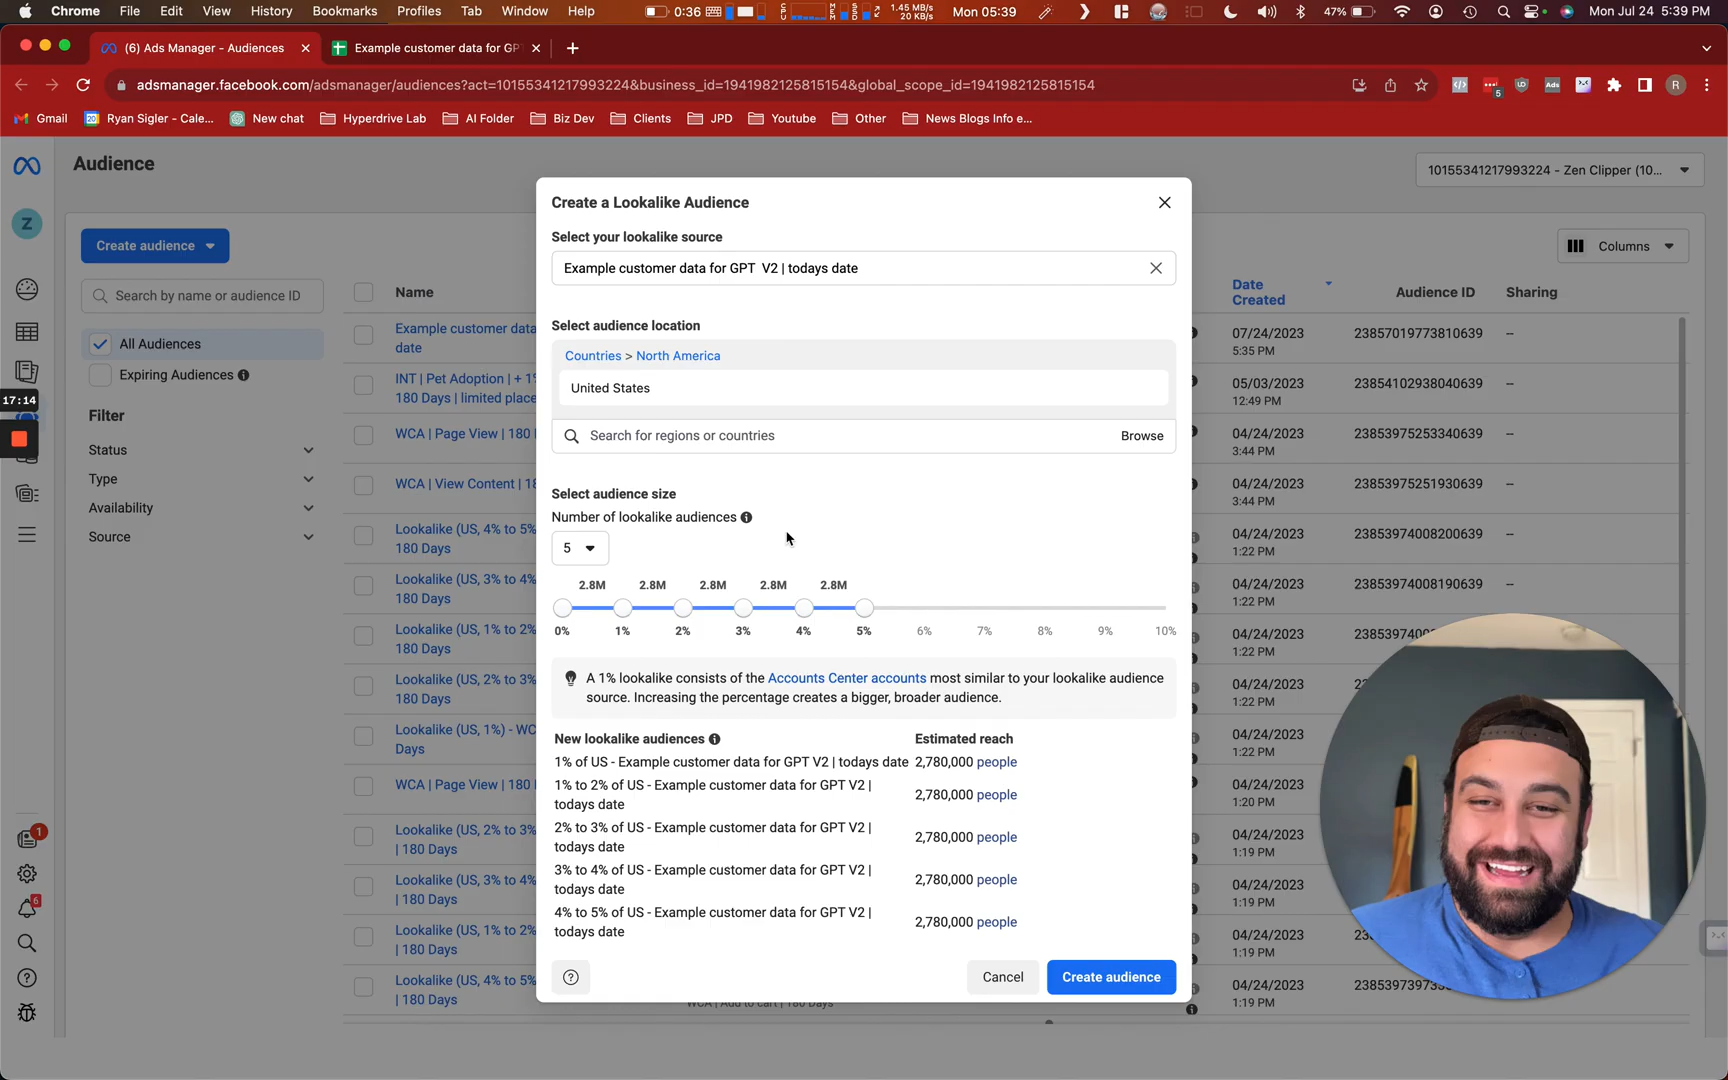 Chrome File Edit View History Bookmarks Profiles Tab Window Help 0:36 1.45 MB/s 20 KB/s Mon 05:39 47% Mon Jul 24 5:39 PM
(6) Ads Manager - Audiences
Example customer data for GP
adsmanager.facebook.com/adsmanager/audiences?act=10155341217993224&business_id=1941982125815154&global_scope_id=1941982125815154
5
Ads
R
Gmail
Ryan Sigler - Cale...
New chat
Hyperdrive Lab
AI Folder
Biz Dev
Clients
JPD
Youtube
Other
News Blogs Info e...
Audience
10155341217993224 - Zen Clipper (10...
Z
Create audience
Columns
Search by name or audience ID
All Audiences
Expiring Audiences
Filter
Status
Type
Availability
Source
17:14
1
6
Name
Date Created
Audience ID
Sharing
Example customer data
date
07/24/2023
5:35 PM
23857019773810639
--
INT | Pet Adoption | + 1%
180 Days | limited place
05/03/2023
12:49 PM
23854102938040639
--
WCA | Page View | 180
04/24/2023
3:44 PM
23853975253340639
--
WCA | View Content | 18
04/24/2023
3:44 PM
23853975251930639
--
Lookalike (US, 4% to 5%
180 Days
04/24/2023
1:22 PM
23853974008200639
--
Lookalike (US, 3% to 4%
180 Days
04/24/2023
1:22 PM
23853974008190639
--
Lookalike (US, 1% to 2%
180 Days
04/24/2023
1:22 PM
Lookalike (US, 2% to 3%
180 Days
04/24/2023
1:22 PM
Lookalike (US, 1%) - WC
Days
04/24/2023
1:22 PM
WCA | Page View | 180
04/24/2023
1:20 PM
Lookalike (US, 2% to 3%
| 180 Days
04/24/2023
1:19 PM
Lookalike (US, 3% to 4%
| 180 Days
04/24/2023
1:19 PM
Lookalike (US, 1% to 2%
| 180 Days
04/24/2023
1:19 PM
Lookalike (US, 4% to 5%
| 180 Days
04/24/2023
1:19 PM
WCA | Add to cart | 180 Days
Create a Lookalike Audience
Select your lookalike source
Example customer data for GPT V2 | todays date
Select audience location
Countries > North America
United States
Search for regions or countries
Browse
Select audience size
Number of lookalike audiences
5
2.8M 2.8M 2.8M 2.8M 2.8M
0% 1% 2% 3% 4% 5% 6% 7% 8% 9% 10%
A 1% lookalike consists of the Accounts Center accounts most similar to your lookalike audience
source. Increasing the percentage creates a bigger, broader audience.
New lookalike audiences
Estimated reach
1% of US - Example customer data for GPT V2 | todays date
2,780,000 people
1% to 2% of US - Example customer data for GPT V2 |
todays date
2,780,000 people
2% to 3% of US - Example customer data for GPT V2 |
todays date
2,780,000 people
3% to 4% of US - Example customer data for GPT V2 |
todays date
2,780,000 people
4% to 5% of US - Example customer data for GPT V2 |
todays date
2,780,000 people
Cancel
Create audience